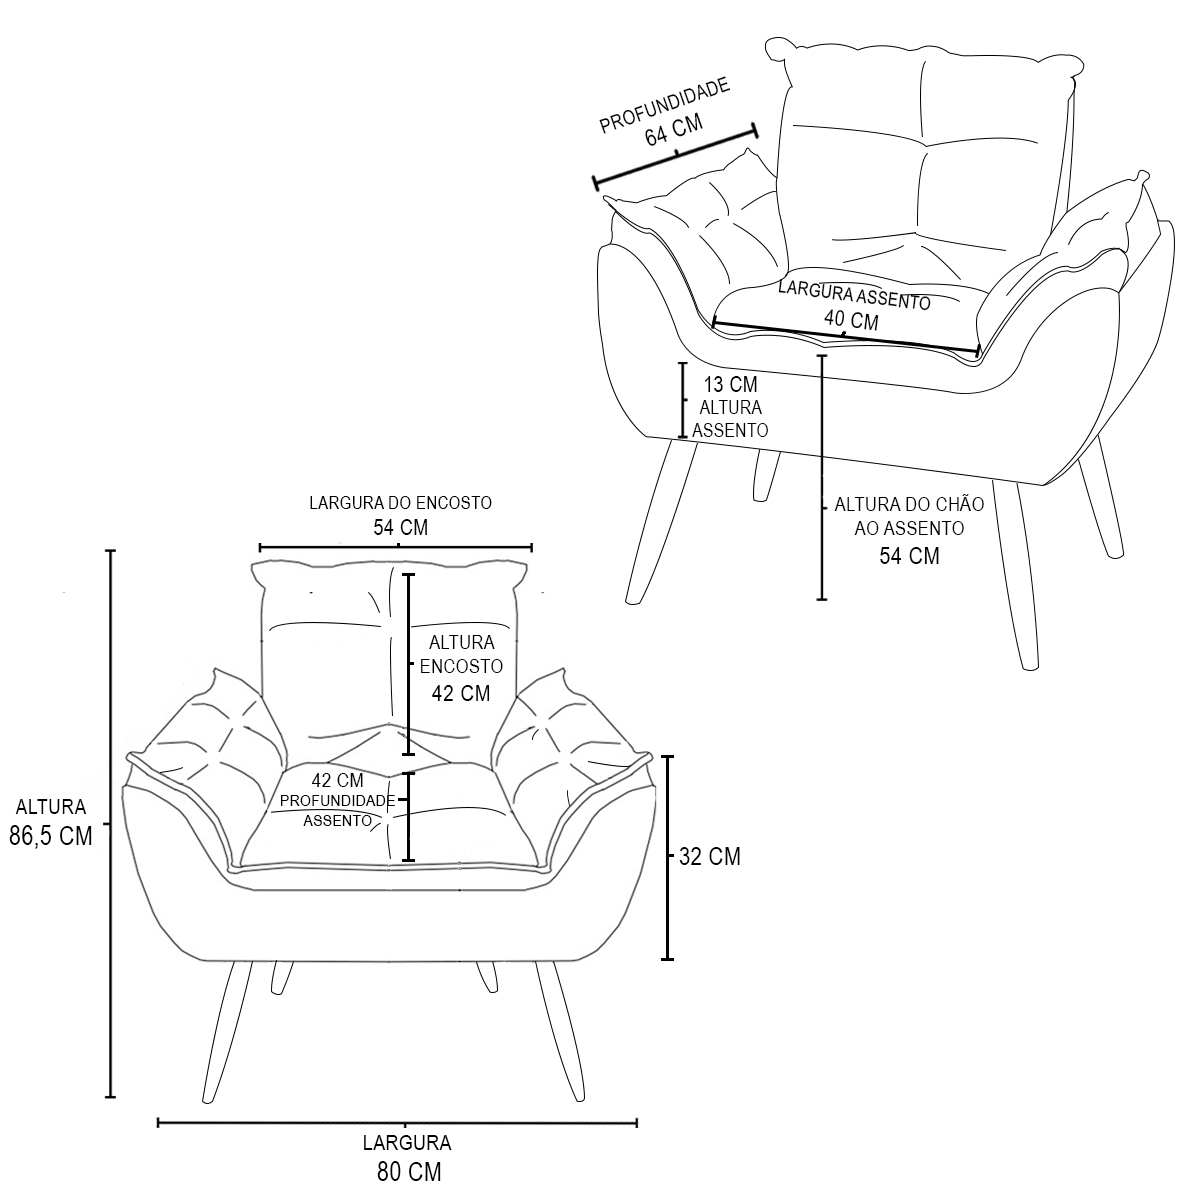 PROFUNDIDADE
64 CM
LARGURA ASSENTO
40 CM
13 CM
ALTURA
ASSENTO
ALTURA DO CHÃO
AO ASSENTO
54 CM
LARGURA DO ENCOSTO
54 CM
ALTURA
ENCOSTO
42 CM
42 CM
PROFUNDIDADE
ASSENTO
ALTURA
86,5 CM
32 CM
LARGURA
80 CM